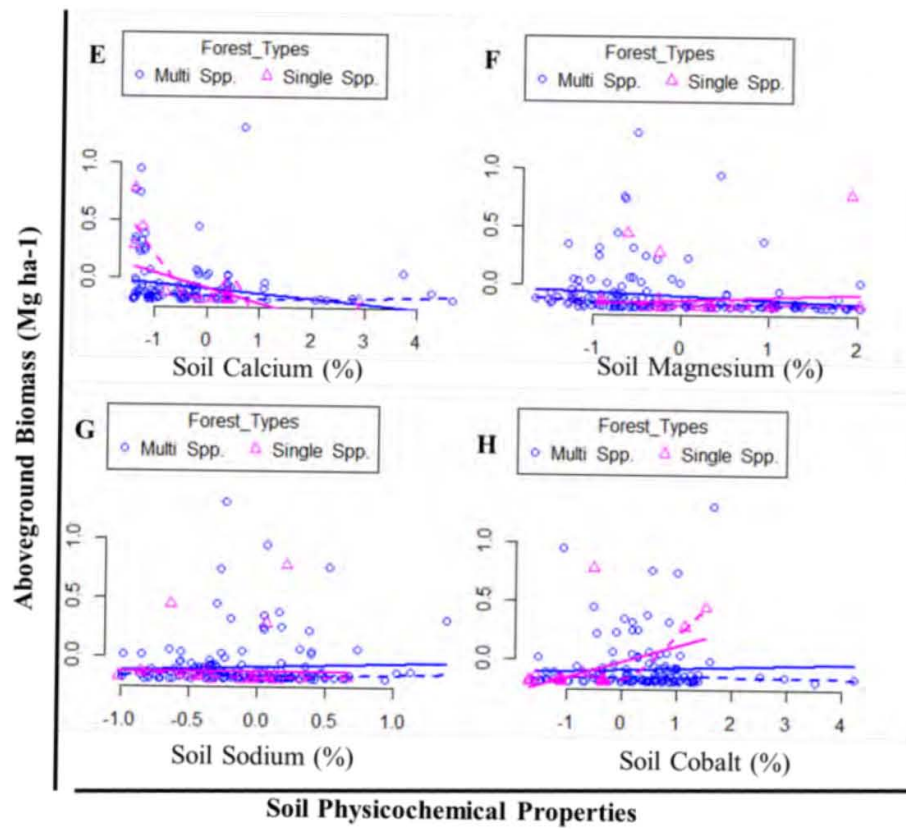 Aboveground Biomass (Mg ha-1)
E
Forest_Types
Multi Spp. Single Spp.
1.0
0.5
0.0
-1 0 1 2 3 4
Soil Calcium (%)
F
Forest_Types
Multi Spp. Single Spp.
1.0
0.5
0.0
-1 0 1 2
Soil Magnesium (%)
G
Forest_Types
Multi Spp. Single Spp.
1.0
0.5
0.0
-1.0 -0.5 0.0 0.5 1.0
Soil Sodium (%)
H
Forest_Types
Multi Spp. Single Spp.
1.0
0.5
0.0
-1 0 1 2 3 4
Soil Cobalt (%)
Soil Physicochemical Properties